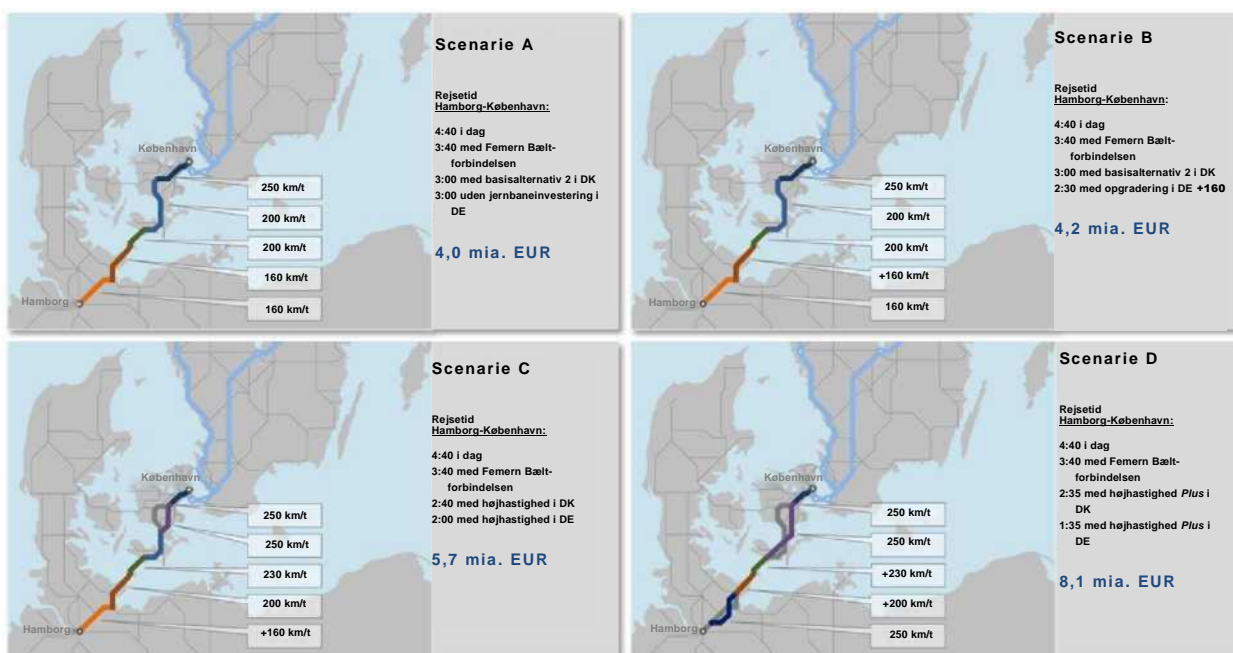 Scenarie A
Rejsetid
Hamborg-København:
4:40 i dag
3:40 med Femern Bælt-
forbindelsen
3:00 med basisalternativ 2 i DK
3:00 uden jernbaneinvestering i
DE
4,0 mia. EUR
København
250 km/t
200 km/t
200 km/t
160 km/t
160 km/t
Hamborg
Scenarie B
Rejsetid
Hamborg-København:
4:40 i dag
3:40 med Femern Bælt-
forbindelsen
3:00 med basisalternativ 2 i DK
2:30 med opgradering i DE +160
4,2 mia. EUR
København
250 km/t
200 km/t
200 km/t
+160 km/t
160 km/t
Hamborg
Scenarie C
Rejsetid
Hamborg-København:
4:40 i dag
3:40 med Femern Bælt-
forbindelsen
2:40 med højhastighed i DK
2:00 med højhastighed i DE
5,7 mia. EUR
København
250 km/t
250 km/t
230 km/t
200 km/t
+160 km/t
Hamborg
Scenarie D
Rejsetid
Hamborg-København:
4:40 i dag
3:40 med Femern Bælt-
forbindelsen
2:35 med højhastighed Plus i
DK
1:35 med højhastighed Plus i
DE
8,1 mia. EUR
København
250 km/t
250 km/t
+230 km/t
+200 km/t
250 km/t
Hamborg